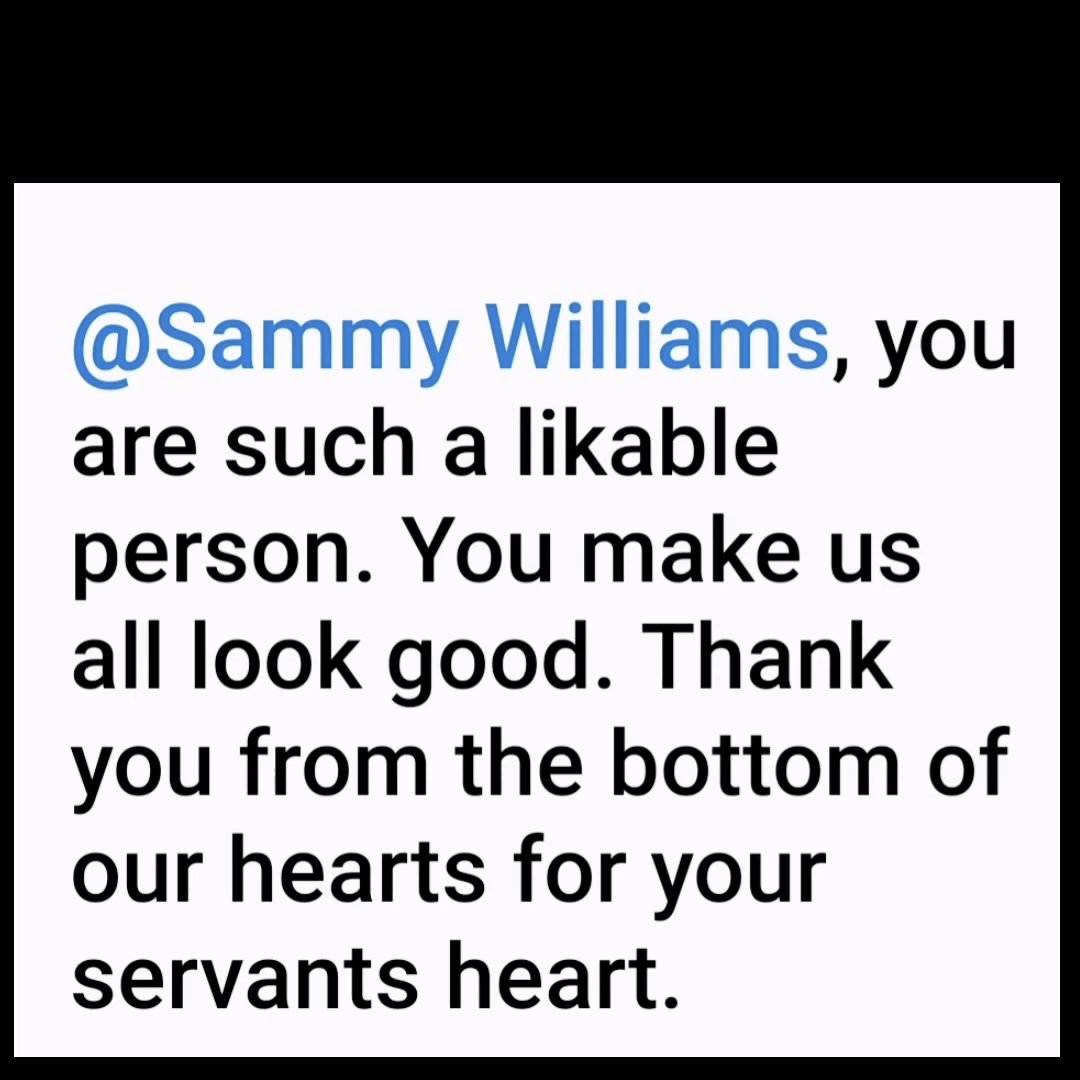 @Sammy Williams, you
are such a likable
person. You make us
all look good. Thank
you from the bottom of
our hearts for your
servants heart.